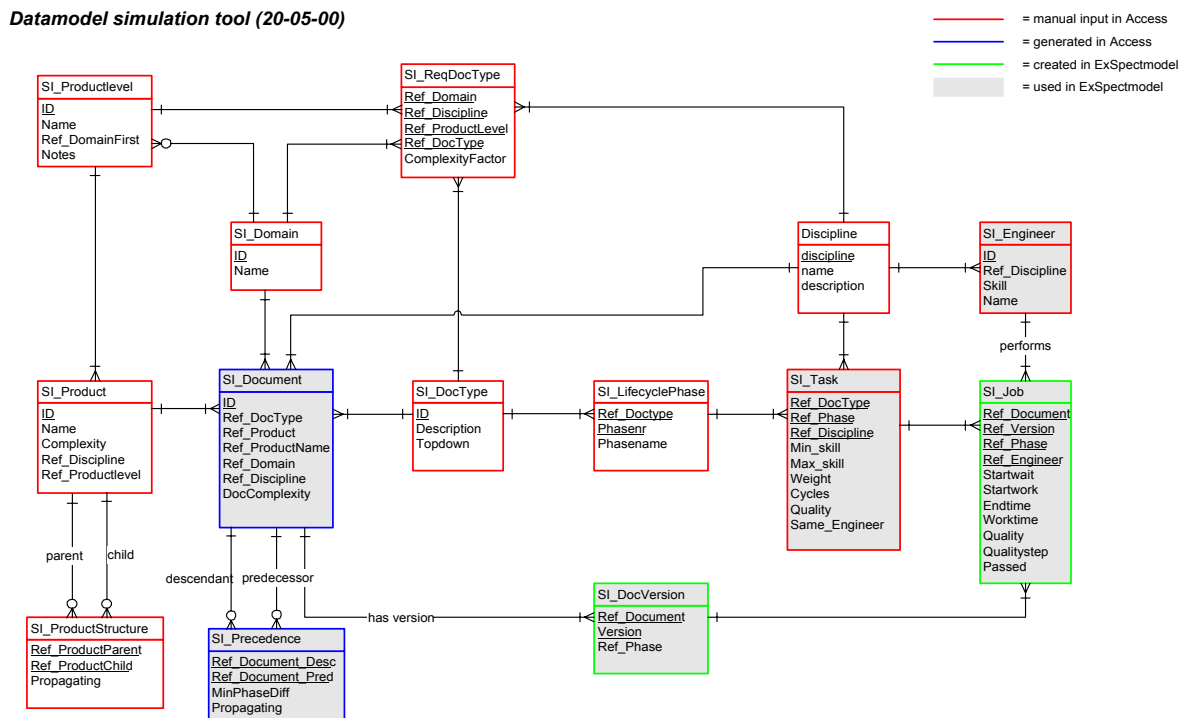 Datamodel simulation tool (20-05-00)
= manual input in Access
= generated in Access
= created in ExSpectmodel
= used in ExSpectmodel
SI_Productlevel
ID
Name
Ref_DomainFirst
Notes
SI_ReqDocType
Ref_Domain
Ref_Discipline
Ref_ProductLevel
Ref_DocType
ComplexityFactor
SI_Domain
ID
Name
Discipline
discipline
name
description
SI_Engineer
ID
Ref_Discipline
Skill
Name
performs
SI_Product
ID
Name
Complexity
Ref_Discipline
Ref_Productlevel
SI_Document
ID
Ref_DocType
Ref_Product
Ref_ProductName
Ref_Domain
Ref_Discipline
DocComplexity
SI_DocType
ID
Description
Topdown
SI_LifecyclePhase
Ref_Doctype
Phasenr
Phasename
SI_Task
Ref_DocType
Ref_Phase
Ref_Discipline
Min_skill
Max_skill
Weight
Cycles
Quality
Same_Engineer
SI_Job
Ref_Document
Ref_Version
Ref_Phase
Ref_Engineer
Startwait
Startwork
Endtime
Worktime
Quality
Qualitystep
Passed
parent
child
descendant
predecessor
has version
SI_ProductStructure
Ref_ProductParent
Ref_ProductChild
Propagating
SI_Precedence
Ref_Document_Desc
Ref_Document_Pred
MinPhaseDiff
Propagating
SI_DocVersion
Ref_Document
Version
Ref_Phase